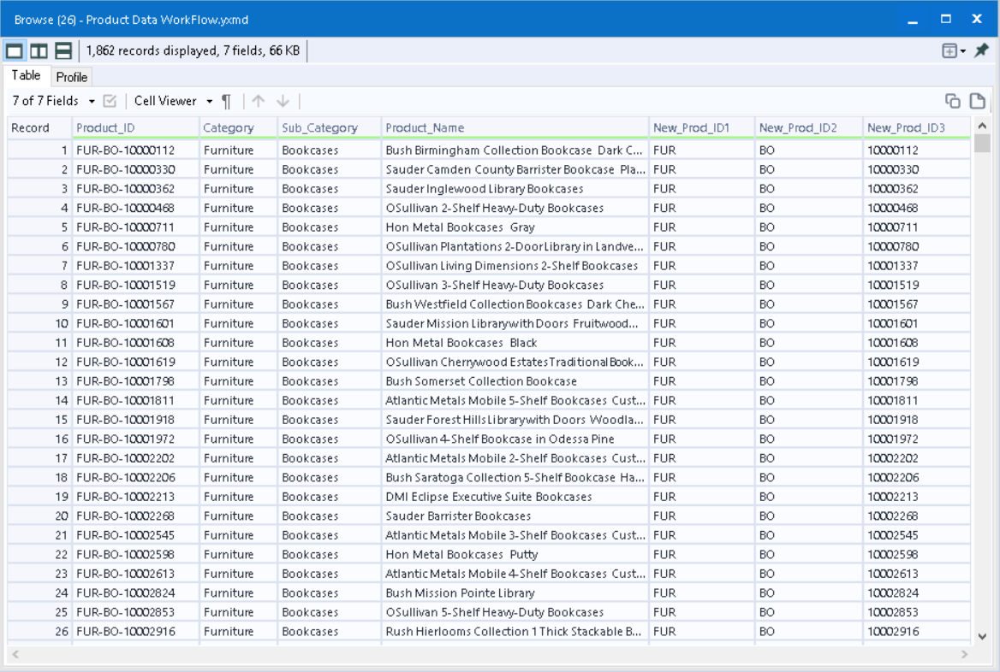 Browse (26) - Product Data WorkFlow.yxmd
1,862 records displayed, 7 fields, 66 KB
Table Profile
7 of 7 Fields Cell Viewer ¶
Record Product_ID Category Sub_Category Product_Name New_Prod_ID1 New_Prod_ID2 New_Prod_ID3
1 FUR-BO-10000112 Furniture Bookcases Bush Birmingham Collection Bookcase Dark C... FUR BO 10000112
2 FUR-BO-10000330 Furniture Bookcases Sauder Camden County Barrister Bookcase Pla... FUR BO 10000330
3 FUR-BO-10000362 Furniture Bookcases Sauder Inglewood Library Bookcases FUR BO 10000362
4 FUR-BO-10000468 Furniture Bookcases OSullivan 2-Shelf Heavy-Duty Bookcases FUR BO 10000468
5 FUR-BO-10000711 Furniture Bookcases Hon Metal Bookcases Gray FUR BO 10000711
6 FUR-BO-10000780 Furniture Bookcases OSullivan Plantations 2-Door Library in Landve... FUR BO 10000780
7 FUR-BO-10001337 Furniture Bookcases OSullivan Living Dimensions 2-Shelf Bookcases FUR BO 10001337
8 FUR-BO-10001519 Furniture Bookcases OSullivan 3-Shelf Heavy-Duty Bookcases FUR BO 10001519
9 FUR-BO-10001567 Furniture Bookcases Bush Westfield Collection Bookcases Dark Che... FUR BO 10001567
10 FUR-BO-10001601 Furniture Bookcases Sauder Mission Library with Doors Fruitwood... FUR BO 10001601
11 FUR-BO-10001608 Furniture Bookcases Hon Metal Bookcases Black FUR BO 10001608
12 FUR-BO-10001619 Furniture Bookcases OSullivan Cherrywood Estates Traditional Book... FUR BO 10001619
13 FUR-BO-10001798 Furniture Bookcases Bush Somerset Collection Bookcase FUR BO 10001798
14 FUR-BO-10001811 Furniture Bookcases Atlantic Metals Mobile 5-Shelf Bookcases Cust... FUR BO 10001811
15 FUR-BO-10001918 Furniture Bookcases Sauder Forest Hills Library with Doors Woodla... FUR BO 10001918
16 FUR-BO-10001972 Furniture Bookcases OSullivan 4-Shelf Bookcase in Odessa Pine FUR BO 10001972
17 FUR-BO-10002202 Furniture Bookcases Atlantic Metals Mobile 2-Shelf Bookcases Cust... FUR BO 10002202
18 FUR-BO-10002206 Furniture Bookcases Bush Saratoga Collection 5-Shelf Bookcase Ha... FUR BO 10002206
19 FUR-BO-10002213 Furniture Bookcases DMI Eclipse Executive Suite Bookcases FUR BO 10002213
20 FUR-BO-10002268 Furniture Bookcases Sauder Barrister Bookcases FUR BO 10002268
21 FUR-BO-10002545 Furniture Bookcases Atlantic Metals Mobile 3-Shelf Bookcases Cust... FUR BO 10002545
22 FUR-BO-10002598 Furniture Bookcases Hon Metal Bookcases Putty FUR BO 10002598
23 FUR-BO-10002613 Furniture Bookcases Atlantic Metals Mobile 4-Shelf Bookcases Cust... FUR BO 10002613
24 FUR-BO-10002824 Furniture Bookcases Bush Mission Pointe Library FUR BO 10002824
25 FUR-BO-10002853 Furniture Bookcases OSullivan 5-Shelf Heavy-Duty Bookcases FUR BO 10002853
26 FUR-BO-10002916 Furniture Bookcases Rush Hierlooms Collection 1 Thick Stackable B... FUR BO 10002916